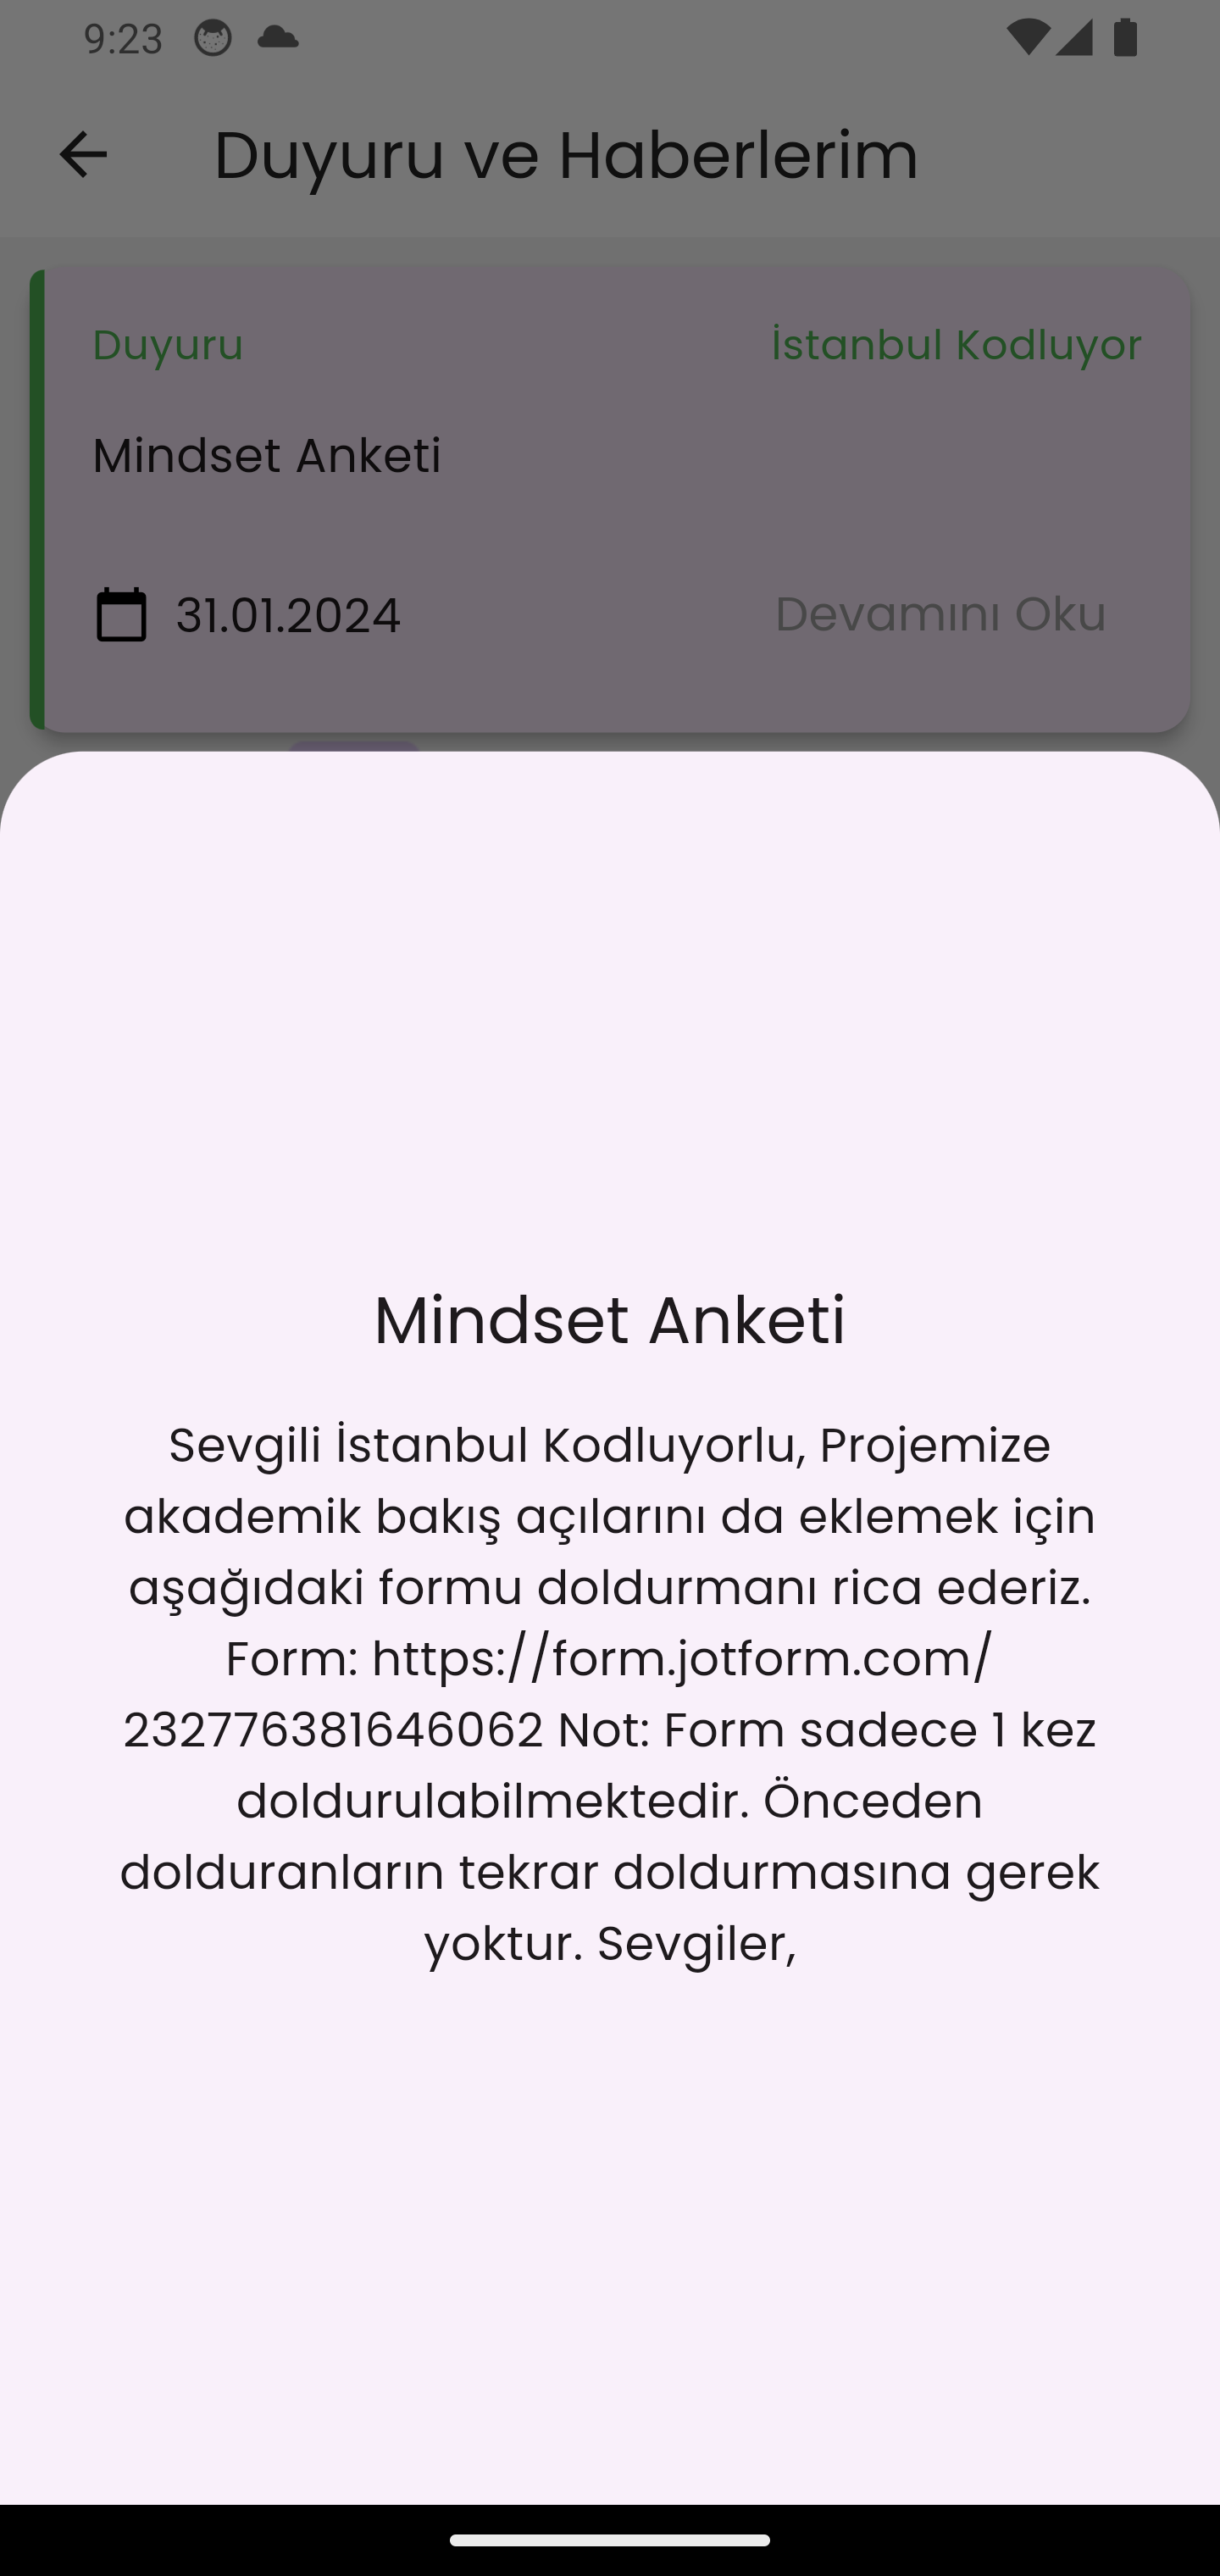 9:23
Duyuru ve Haberlerim
Duyuru İstanbul Kodluyor
Mindset Anketi
31.01.2024 Devamını Oku
Mindset Anketi
Sevgili İstanbul Kodluyorlu, Projemize
akademik bakış açılarını da eklemek için
aşağıdaki formu doldurmanı rica ederiz.
Form: https://form.jotform.com/
232776381646062 Not: Form sadece 1 kez
doldurulabilmektedir. Önceden
dolduranların tekrar doldurmasına gerek
yoktur. Sevgiler,